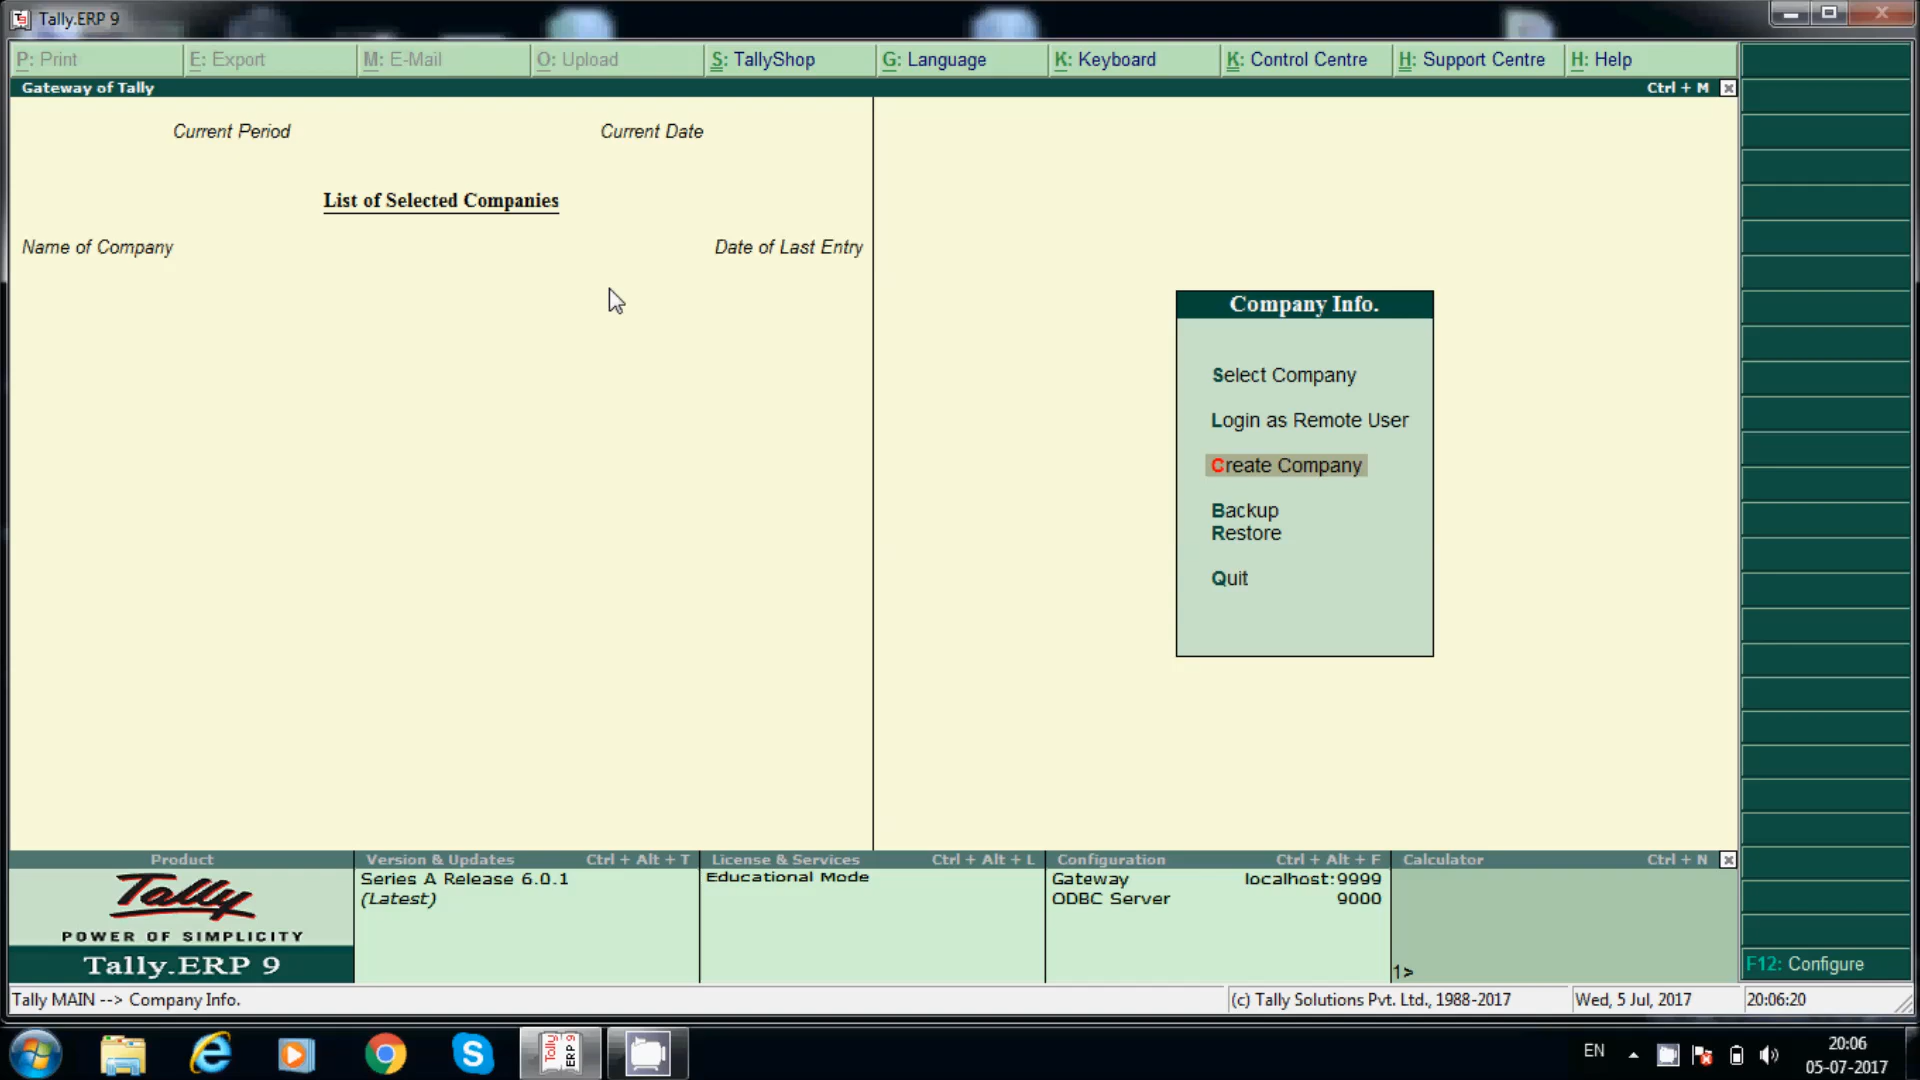 Tally.ERP 9
P: Print E: Export M: E-Mail O: Upload S: TallyShop G: Language K: Keyboard K: Control Centre H: Support Centre H: Help
Gateway of Tally Ctrl + M
Current Period Current Date
List of Selected Companies
Name of Company Date of Last Entry
Company Info.
Select Company
Login as Remote User
Create Company
Backup
Restore
Quit
Product Version & Updates Ctrl + Alt + T License & Services Ctrl + Alt + L Configuration Ctrl + Alt + F Calculator Ctrl + N
Tally
POWER OF SIMPLICITY
Tally.ERP 9
Series A Release 6.0.1
(Latest)
Educational Mode
Gateway localhost:9999
ODBC Server 9000
1>
F12: Configure
Tally MAIN --> Company Info. (c) Tally Solutions Pvt. Ltd., 1988-2017 Wed, 5 Jul, 2017 20:06:20
Tally ERP 9
EN
20:06
05-07-2017